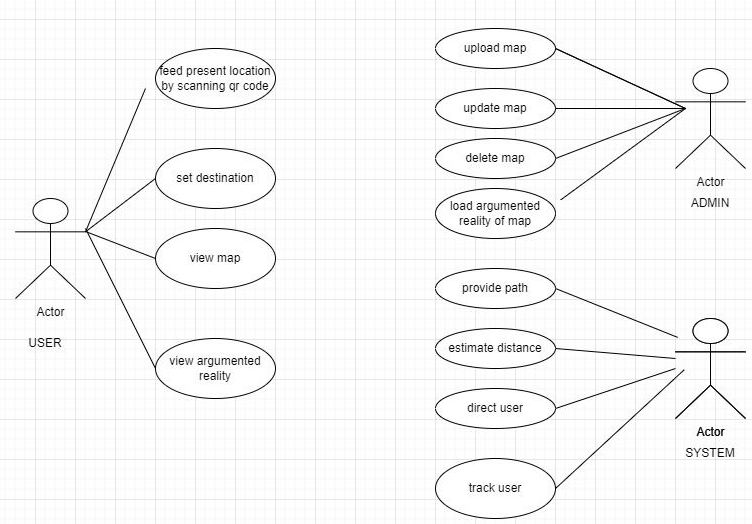 feed present location
by scanning qr code
set destination
view map
view argumented
reality
Actor
USER
upload map
update map
delete map
load argumented
reality of map
Actor
ADMIN
provide path
estimate distance
direct user
track user
Actor
SYSTEM